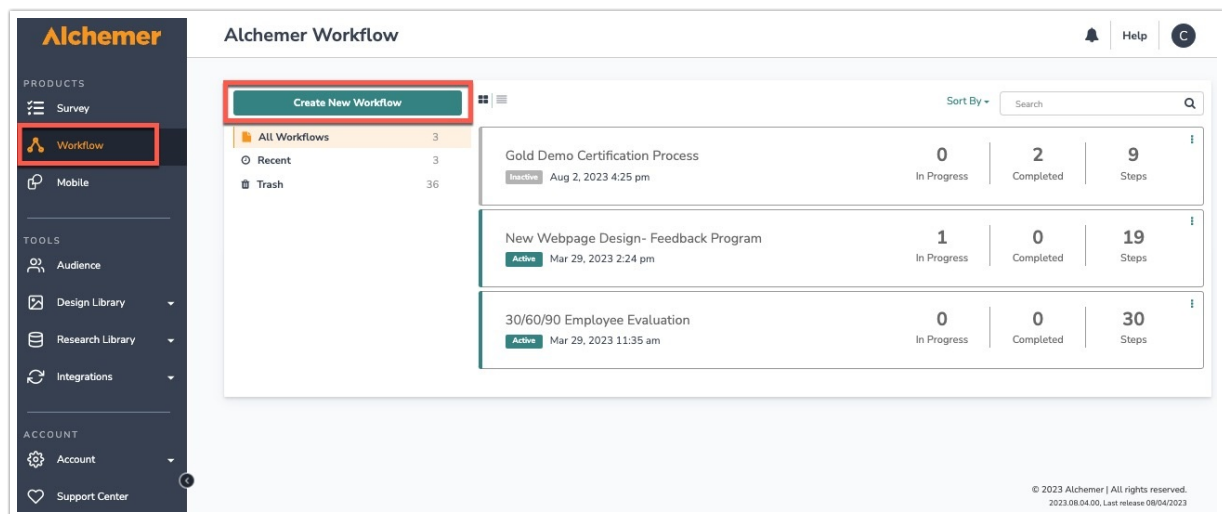 Alchemer
Alchemer Workflow
Help
C
PRODUCTS
Survey
Workflow
Mobile
TOOLS
Audience
Design Library
Research Library
Integrations
ACCOUNT
Account
Support Center
Create New Workflow
All Workflows 3
Recent 3
Trash 36
Sort By
Search
Gold Demo Certification Process
Inactive Aug 2, 2023 4:25 pm
0 2 9
In Progress Completed Steps
New Webpage Design- Feedback Program
Active Mar 29, 2023 2:24 pm
1 0 19
In Progress Completed Steps
30/60/90 Employee Evaluation
Active Mar 29, 2023 11:35 am
0 0 30
In Progress Completed Steps
© 2023 Alchemer | All rights reserved.
2023.08.04.00, Last release 08/04/2023